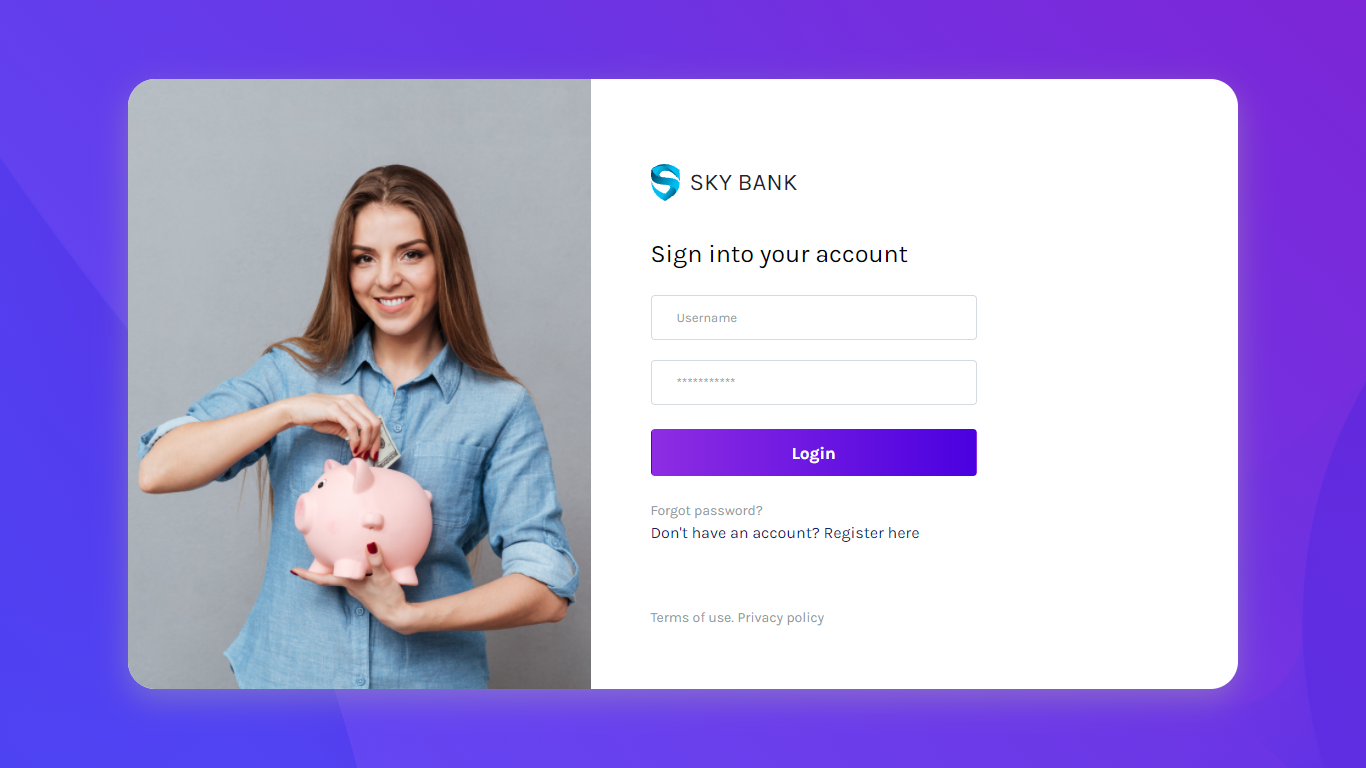 SKY BANK
Sign into your account
Username
***********
Login
Forgot password?
Don't have an account? Register here
Terms of use. Privacy policy